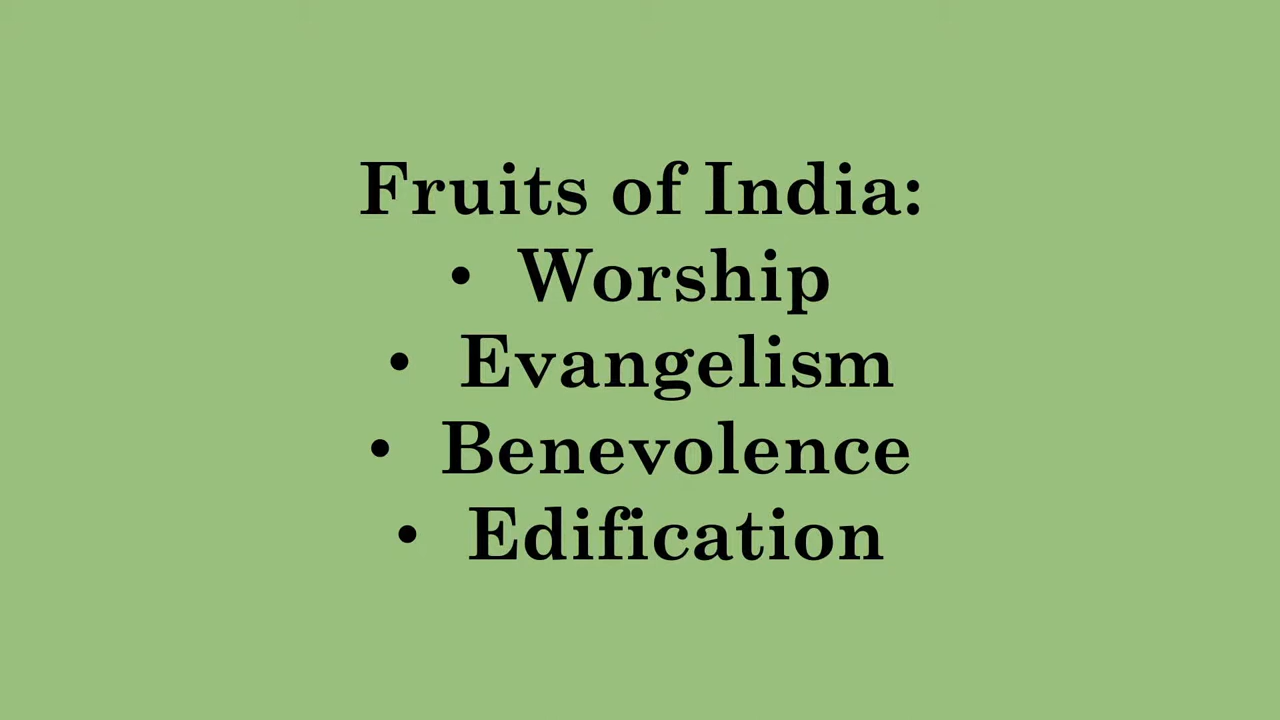 Fruits of India:
• Worship
• Evangelism
• Benevolence
• Edification